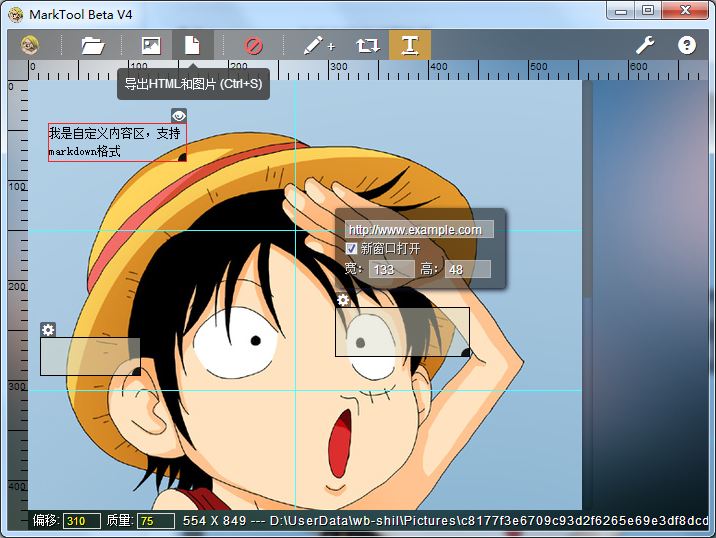 MarkTool Beta V4
0 100 200 300 400 500 600
导出HTML和图片 (Ctrl+S)
0
100
200
300
400
我是自定义内容区，支持
markdown格式
http://www.example.com
新窗口打开
宽： 133 高： 48
偏移: 310 质量: 75 554 X 849 --- D:\UserData\wb-shil\Pictures\c8177f3e6709c93d2f6265e69e3df8dcd